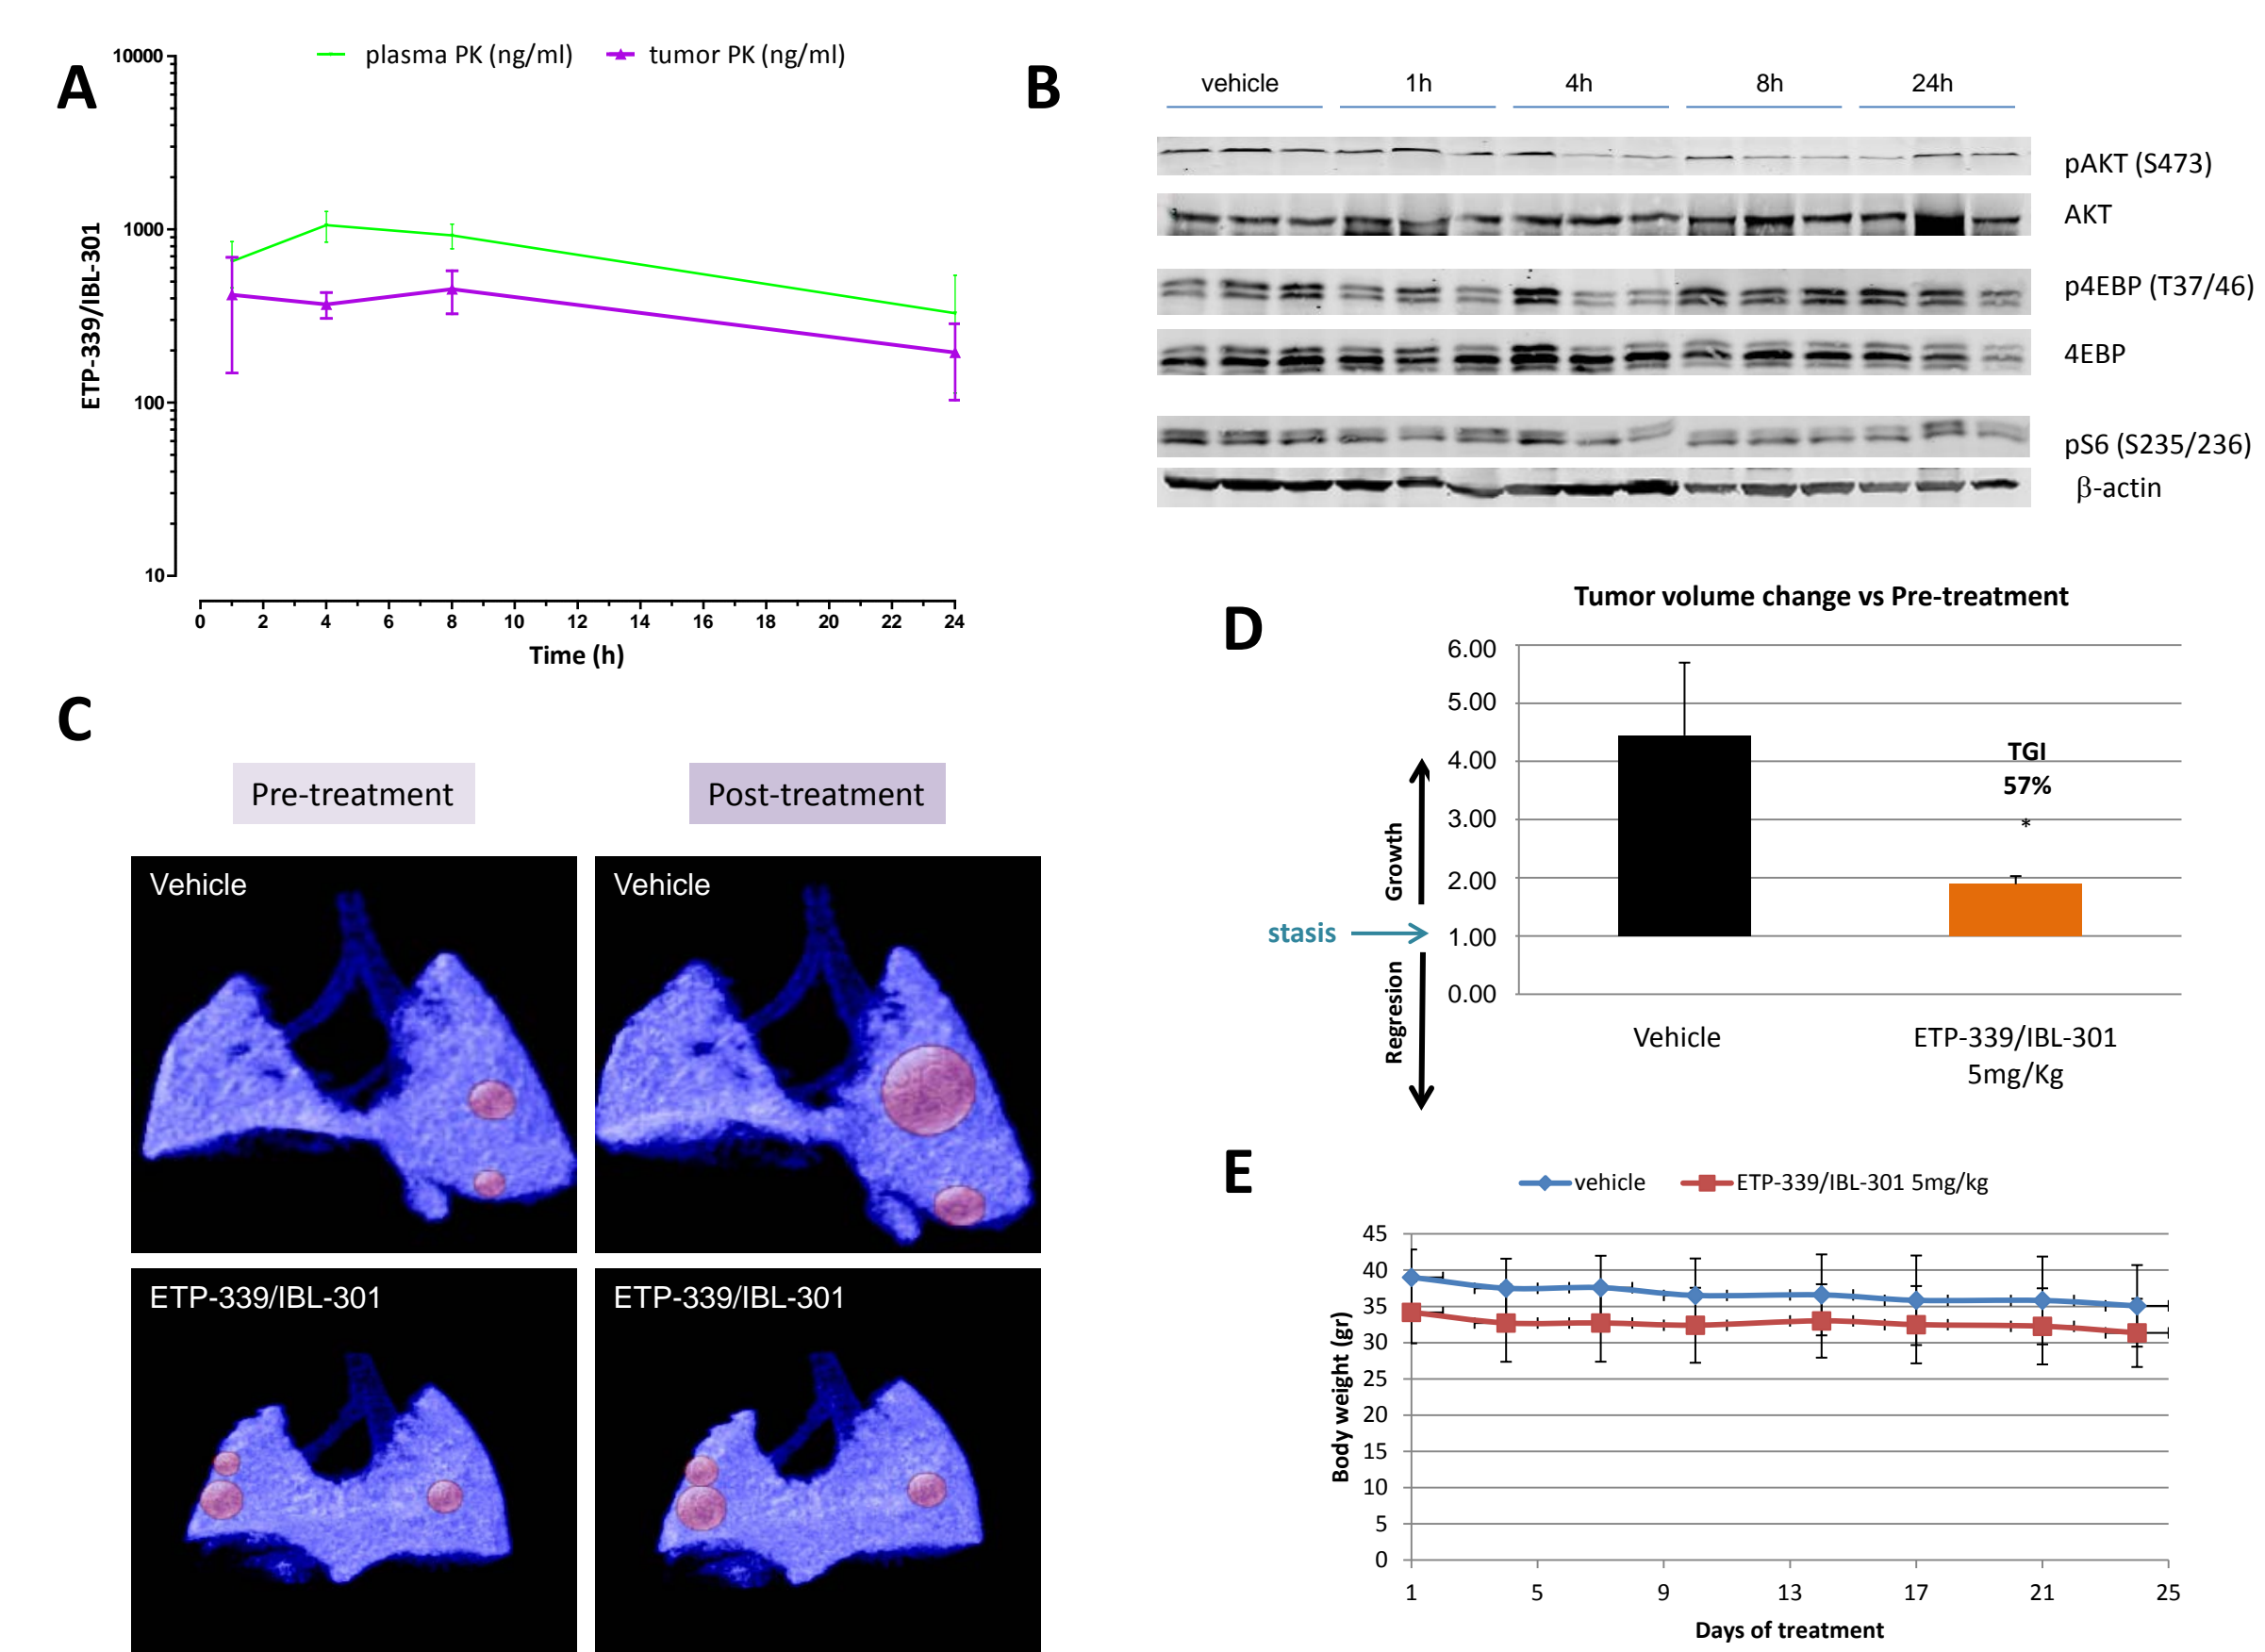 A
plasma PK (ng/ml)
tumor PK (ng/ml)
ETP-339/IBL-301
10000
1000
100
10
0 2 4 6 8 10 12 14 16 18 20 22 24
Time (h)
B
vehicle 1h 4h 8h 24h
pAKT (S473)
AKT
p4EBP (T37/46)
4EBP
pS6 (S235/236)
β-actin
C
Pre-treatment
Post-treatment
Vehicle
Vehicle
ETP-339/IBL-301
ETP-339/IBL-301
D
Tumor volume change vs Pre-treatment
6.00
5.00
4.00
3.00
2.00
1.00
0.00
Growth
stasis
Regresion
TGI
57%
*
Vehicle
ETP-339/IBL-301
5mg/Kg
E
vehicle
ETP-339/IBL-301 5mg/kg
Body weight (gr)
45
40
35
30
25
20
15
10
5
0
1 5 9 13 17 21 25
Days of treatment